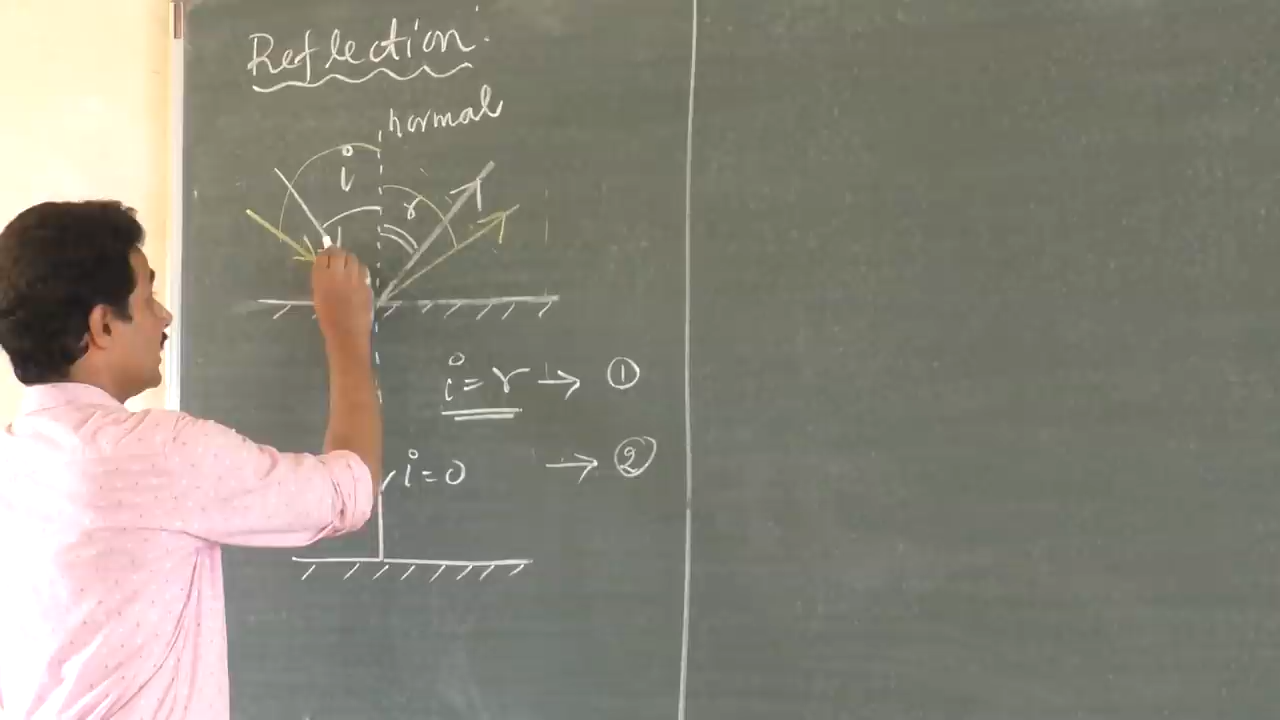 Reflection:
normal
i
r
i
i = r → ①
i = 0 → ②